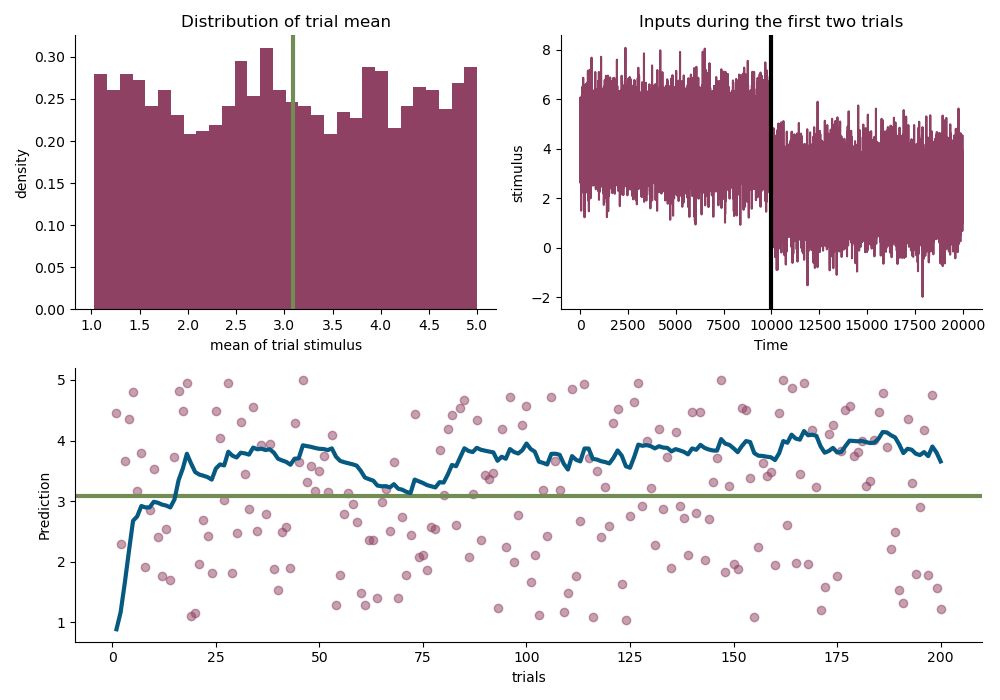 Distribution of trial mean
density
0.30
0.25
0.20
0.15
0.10
0.05
0.00
1.0 1.5 2.0 2.5 3.0 3.5 4.0 4.5 5.0
mean of trial stimulus
Inputs during the first two trials
stimulus
8
6
4
2
0
−2
0 2500 5000 7500 10000 12500 15000 17500 20000
Time
Prediction
5
4
3
2
1
0 25 50 75 100 125 150 175 200
trials